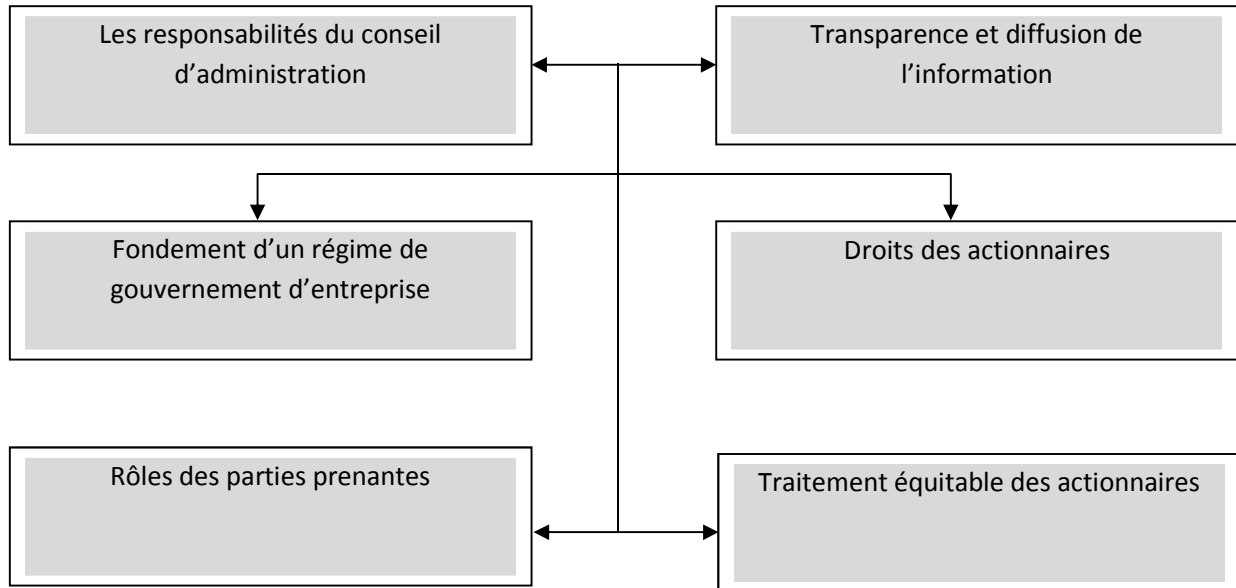 Les responsabilités du conseil
d’administration
Transparence et diffusion de
l’information
Fondement d’un régime de
gouvernement d’entreprise
Droits des actionnaires
Rôles des parties prenantes
Traitement équitable des actionnaires